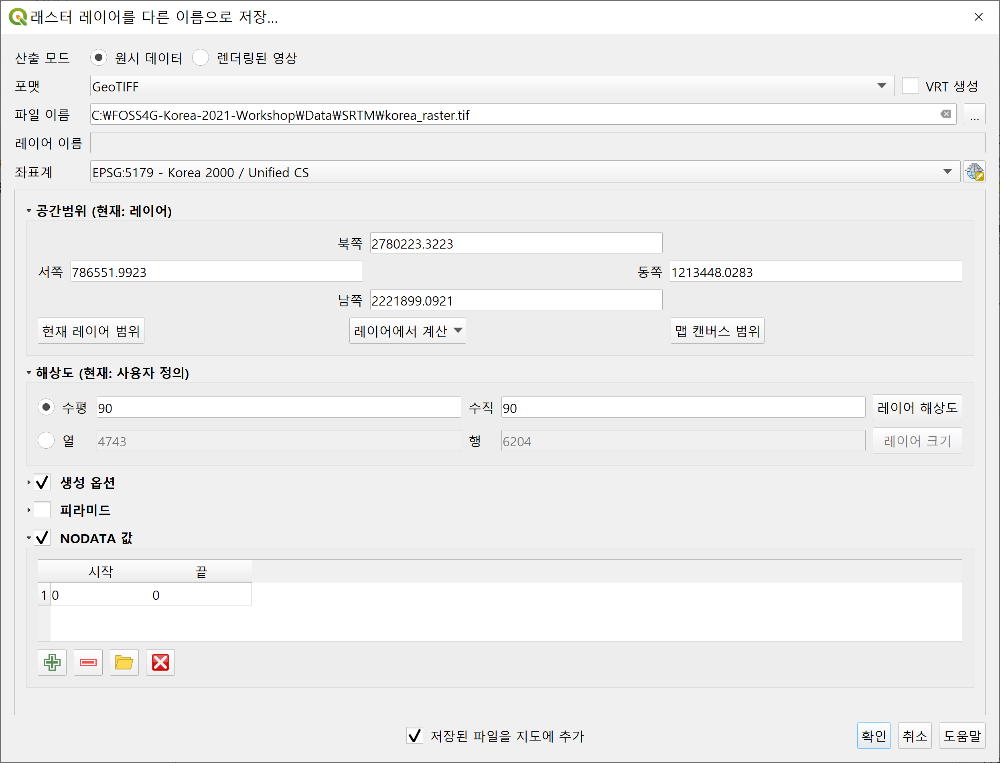 래스터 레이어를 다른 이름으로 저장...
산출 모드 원시 데이터 렌더링된 영상
포맷 GeoTIFF VRT 생성
파일 이름 C:₩FOSS4G-Korea-2021-Workshop₩Data₩SRTM₩korea_raster.tif ...
레이어 이름
좌표계 EPSG:5179 - Korea 2000 / Unified CS
공간범위 (현재: 레이어)
북쪽 2780223.3223
서쪽 786551.9923 동쪽 1213448.0283
남쪽 2221899.0921
현재 레이어 범위 레이어에서 계산 맵 캔버스 범위
해상도 (현재: 사용자 정의)
수평 90 수직 90 레이어 해상도
열 4743 행 6204 레이어 크기
생성 옵션
피라미드
NODATA 값
시작 끝
1 0 0
저장된 파일을 지도에 추가 확인 취소 도움말